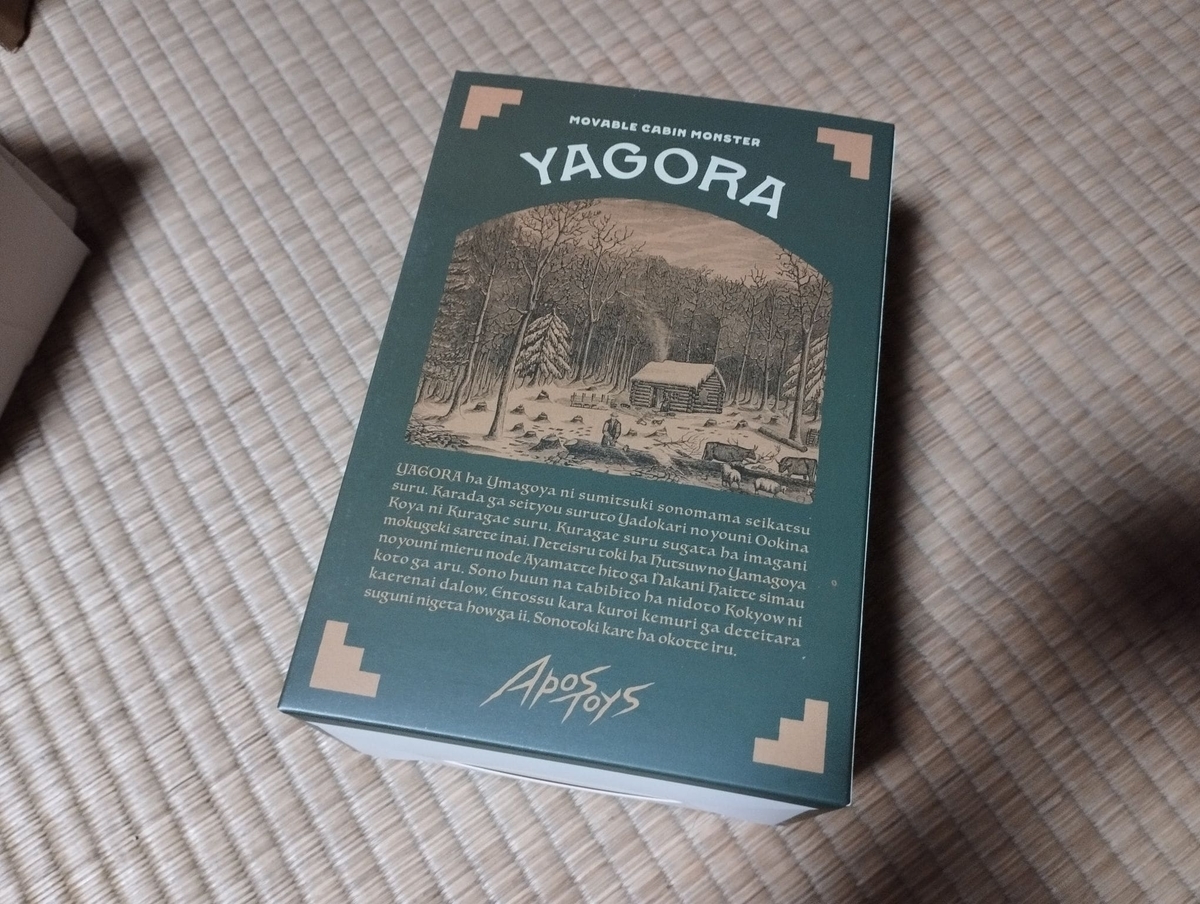 MOVABLE CABIN MONSTER
YAGORA
YAGORA ha Ymagoya ni sumitsuki sonomama seikatsu
suru. Karada ga seityou suruto Yadokari no youni Ookina
Koya ni Kuragae suru. Kuragae suru sugata ha imagani
mokugeki sarete inai. Neteisru toki ha Hutsuw no Yamagoya
no youni mieru node Ayamatte hito ga Nakani Haitte simau
koto ga aru. Sono huun na tabibito ha nidoto Kokyow ni
kaerenai dalow. Entossu kara kuroi kemuri ga deteitara
suguni nigeta how ga ii. Sonotoki kare ha okotte iru.
Apos Toys